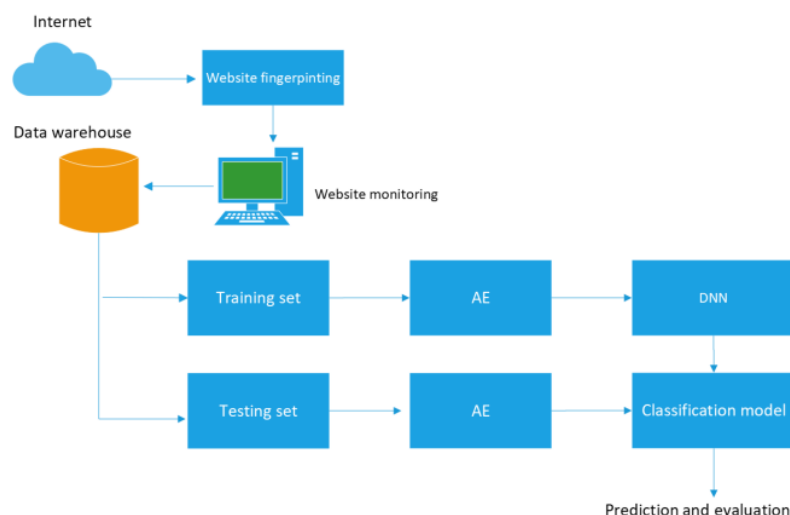 Internet
Website fingerpinting
Data warehouse
Website monitoring
Training set
AE
DNN
Testing set
AE
Classification model
Prediction and evaluation